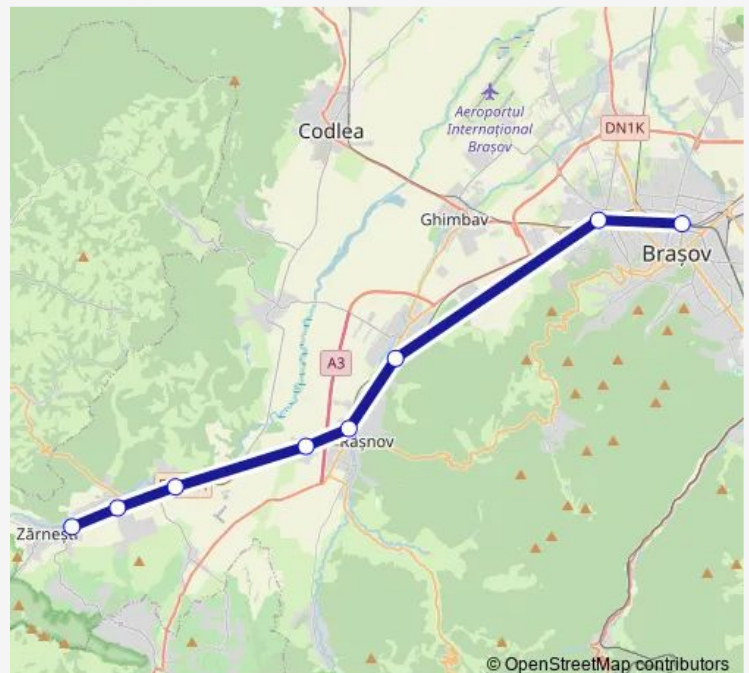 Codlea
Aeroportul
Internațional
Brașov
DN1K
Ghimbav
Brașov
A3
Râșnov
Zărnești
© OpenStreetMap contributors